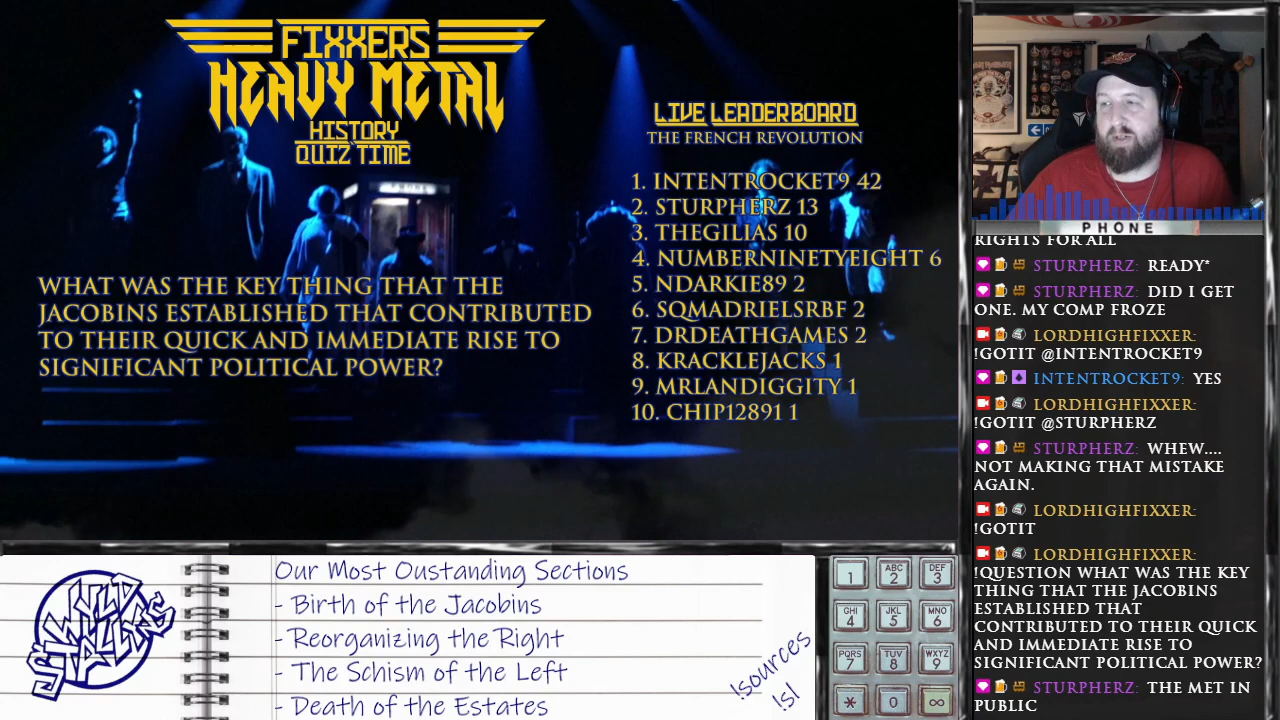 FIXXERS
HEAVY METAL
HISTORY
QUIZ TIME
WHAT WAS THE KEY THING THAT THE
JACOBINS ESTABLISHED THAT CONTRIBUTED
TO THEIR QUICK AND IMMEDIATE RISE TO
SIGNIFICANT POLITICAL POWER?
LIVE LEADERBOARD
THE FRENCH REVOLUTION
1. INTENTROCKET9 42
2. STURPHERZ 13
3. THEGILIAS 10
4. NUMBERNINETYEIGHT 6
5. NDARKIE89 2
6. SQMADRIELSRBF 2
7. DRDEATHGAMES 2
8. KRACKLEJACKS 1
9. MRLANDIGGITY 1
10. CHIP12891 1
PHONE
PHONE
RIGHTS FOR ALL
STURPHERZ: READY*
STURPHERZ: DID I GET
ONE. MY COMP FROZE
LORDHIGHFIXXER:
!GOTIT @INTENTROCKET9
INTENTROCKET9: YES
LORDHIGHFIXXER:
!GOTIT @STURPHERZ
STURPHERZ: WHEW....
NOT MAKING THAT MISTAKE
AGAIN.
LORDHIGHFIXXER:
!GOTIT
LORDHIGHFIXXER:
!QUESTION WHAT WAS THE KEY
THING THAT THE JACOBINS
ESTABLISHED THAT
CONTRIBUTED TO THEIR QUICK
AND IMMEDIATE RISE TO
SIGNIFICANT POLITICAL POWER?
STURPHERZ: THE MET IN
PUBLIC
WYLD
STALLYNS
Our Most Oustanding Sections
- Birth of the Jacobins
- Reorganizing the Right
- The Schism of the Left
- Death of the Estates
!sources
!sl
1 ABC 2 DEF 3
GHI 4 JKL 5 MNO 6
PQRS 7 TUV 8 WXYZ 9
* 0 ∞